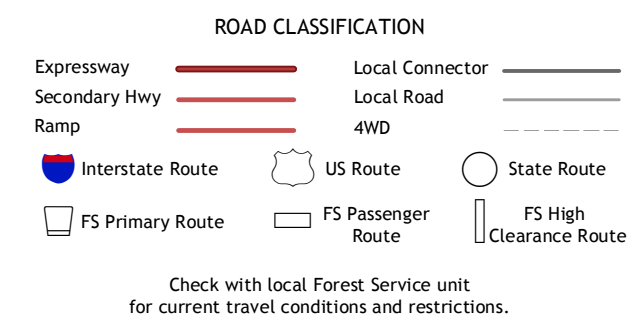 ROAD CLASSIFICATION
Expressway
Local Connector
Secondary Hwy
Local Road
Ramp
4WD
Interstate Route
US Route
State Route
FS Primary Route
FS Passenger
Route
FS High
Clearance Route
Check with local Forest Service unit
for current travel conditions and restrictions.